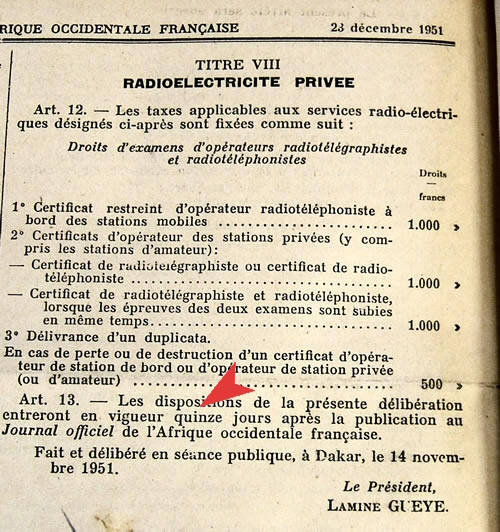 RIQUE OCCIDENTALE FRANÇAISE 23 décembre 1951
TITRE VIII
RADIOELECTRICITE PRIVEE
Art. 12. — Les taxes applicables aux services radio-électri-
ques désignés ci-après sont fixées comme suit :
Droits d'examens d'opérateurs radiotélégraphistes
et radiotéléphonistes
Droits
—
francs
1° Certificat restreint d'opérateur radiotéléphoniste à
bord des stations mobiles .......................... 1.000 »
2° Certificats d'opérateur des stations privées (y com-
pris les stations d'amateur) :
— Certificat de radiotélégraphiste ou certificat de radio-
téléphoniste ...................................... 1.000 »
— Certificat de radiotélégraphiste et radiotéléphoniste,
lorsque les épreuves des deux examens sont subies
en même temps.................................... 1.000 »
3° Délivrance d'un duplicata.
En cas de perte ou de destruction d'un certificat d'opéra-
teur de station de bord ou d'opérateur de station privée
(ou d'amateur) .................................... 500 »
Art. 13. — Les dispositions de la présente délibération
entreront en vigueur quinze jours après la publication au
Journal officiel de l'Afrique occidentale française.
Fait et délibéré en séance publique, à Dakar, le 14 novem-
bre 1951.
Le Président,
LAMINE GUEYE.